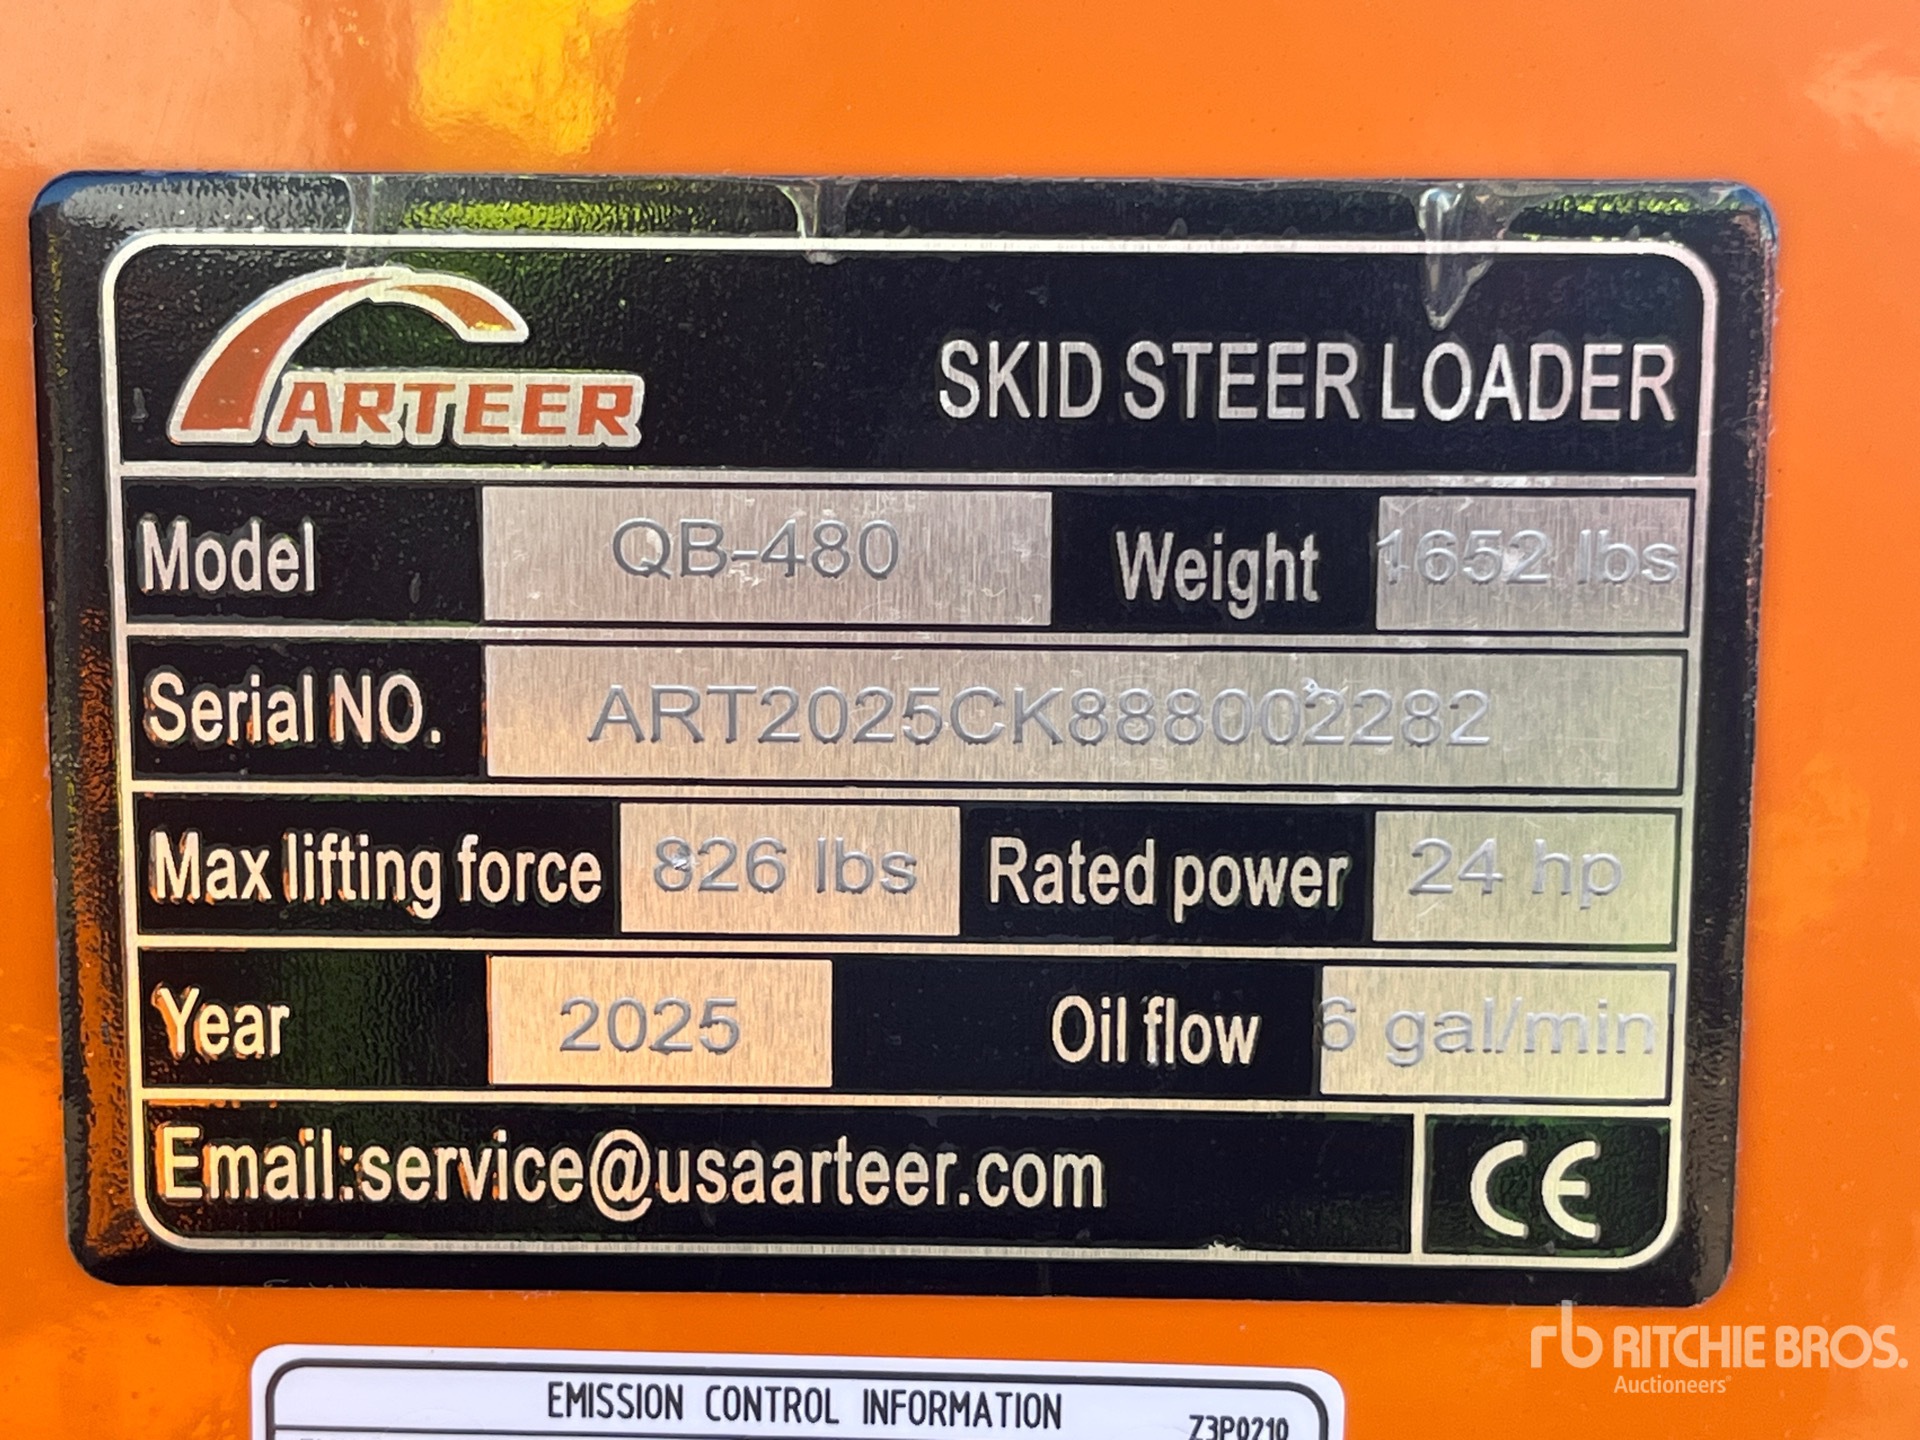 ARTEER
SKID STEER LOADER
Model QB-480 Weight 1652 lbs
Serial NO. ART2025CK888002282
Max lifting force 826 lbs Rated power 24 hp
Year 2025 Oil flow 6 gal/min
Email:service@usaarteer.com CE
EMISSION CONTROL INFORMATION
Z3P0210
rb RITCHIE BROS.
Auctioneers